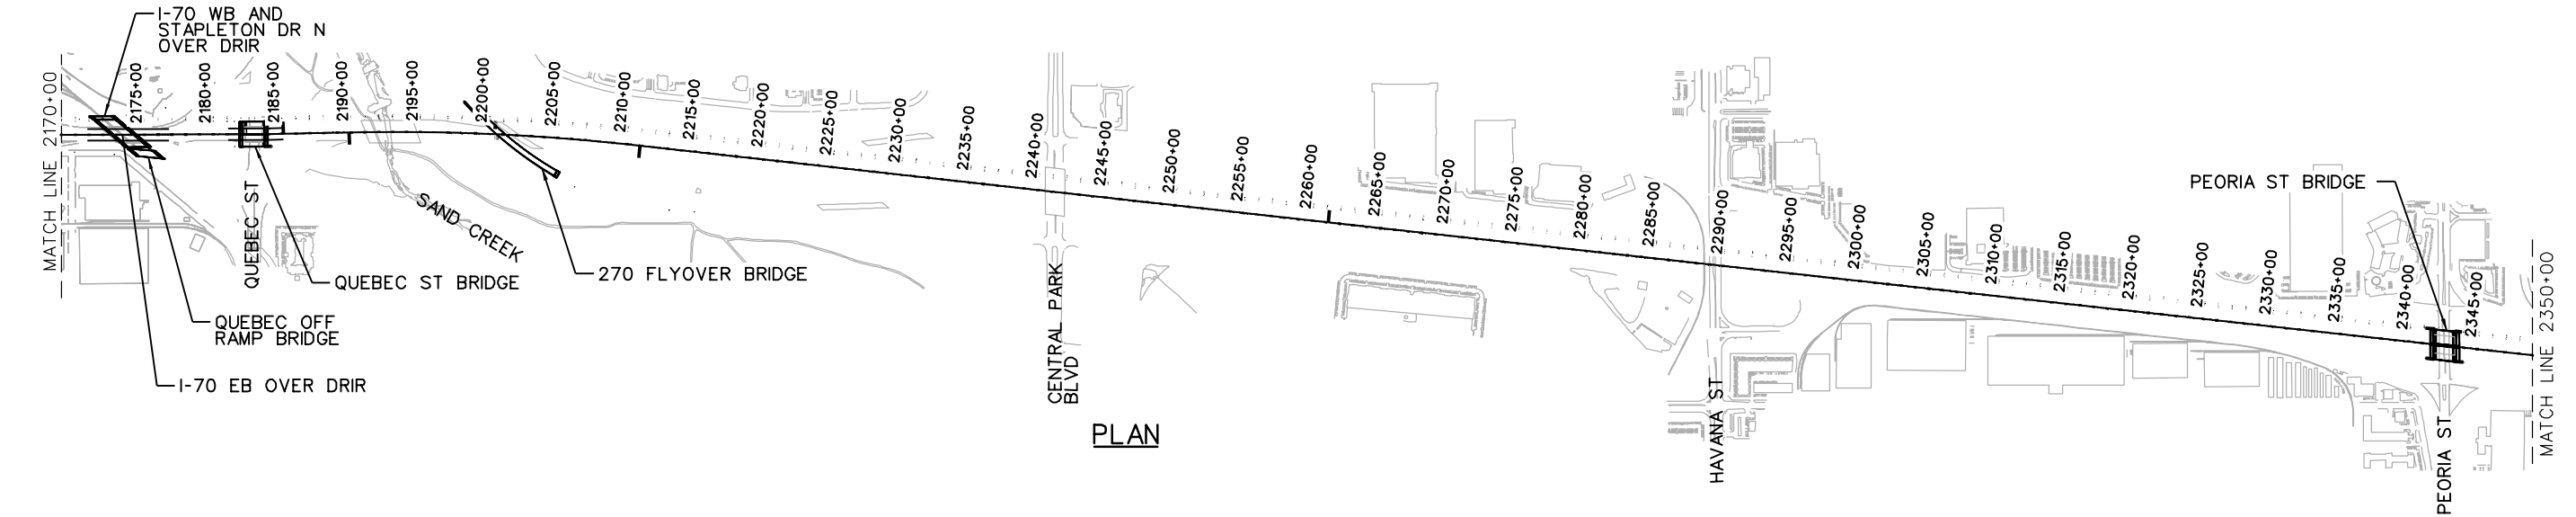 I-70 WB AND
STAPLETON DR N
OVER DRIR
MATCH LINE 2170+00
2175+00
2180+00
2185+00
2190+00
2195+00
2200+00
2205+00
2210+00
2215+00
2220+00
2225+00
2230+00
2235+00
2240+00
2245+00
2250+00
2255+00
2260+00
2265+00
2270+00
2275+00
2280+00
2285+00
2290+00
2295+00
2300+00
2305+00
2310+00
2315+00
2320+00
2325+00
2330+00
2335+00
2340+00
2345+00
MATCH LINE 2350+00
PEORIA ST BRIDGE
QUEBEC ST
SAND CREEK
QUEBEC ST BRIDGE
270 FLYOVER BRIDGE
QUEBEC OFF
RAMP BRIDGE
I-70 EB OVER DRIR
CENTRAL PARK
BLVD
HAVANA ST
PEORIA ST
PLAN